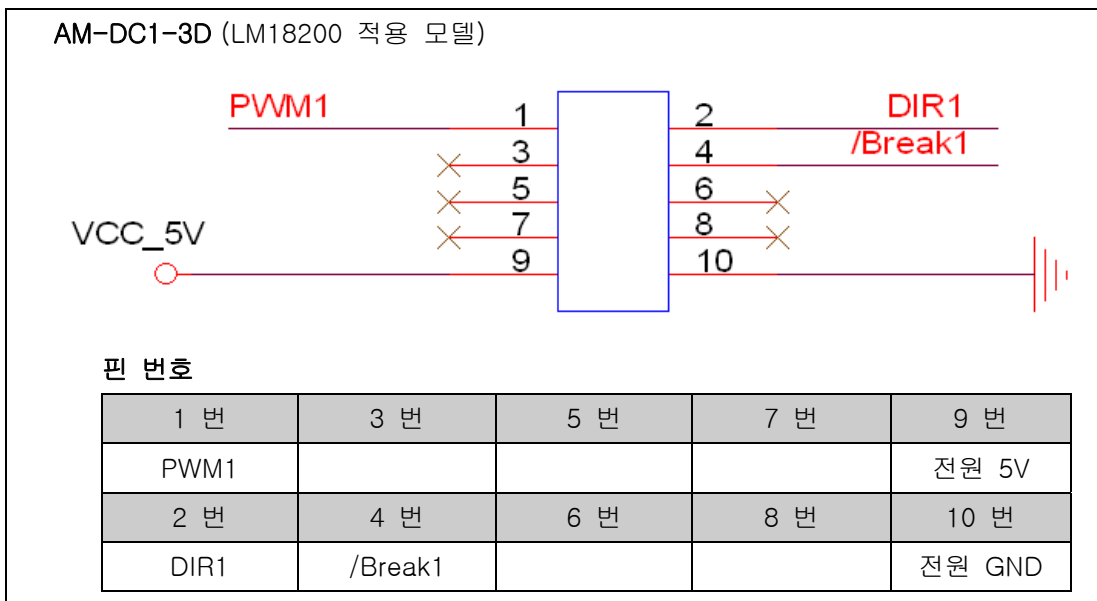 AM-DC1-3D (LM18200 적용 모델)
PWM1 1 2 DIR1
3 4 /Break1
5 6
7 8
VCC_5V 9 10
핀 번호
1 번 3 번 5 번 7 번 9 번
PWM1 전원 5V
2 번 4 번 6 번 8 번 10 번
DIR1 /Break1 전원 GND